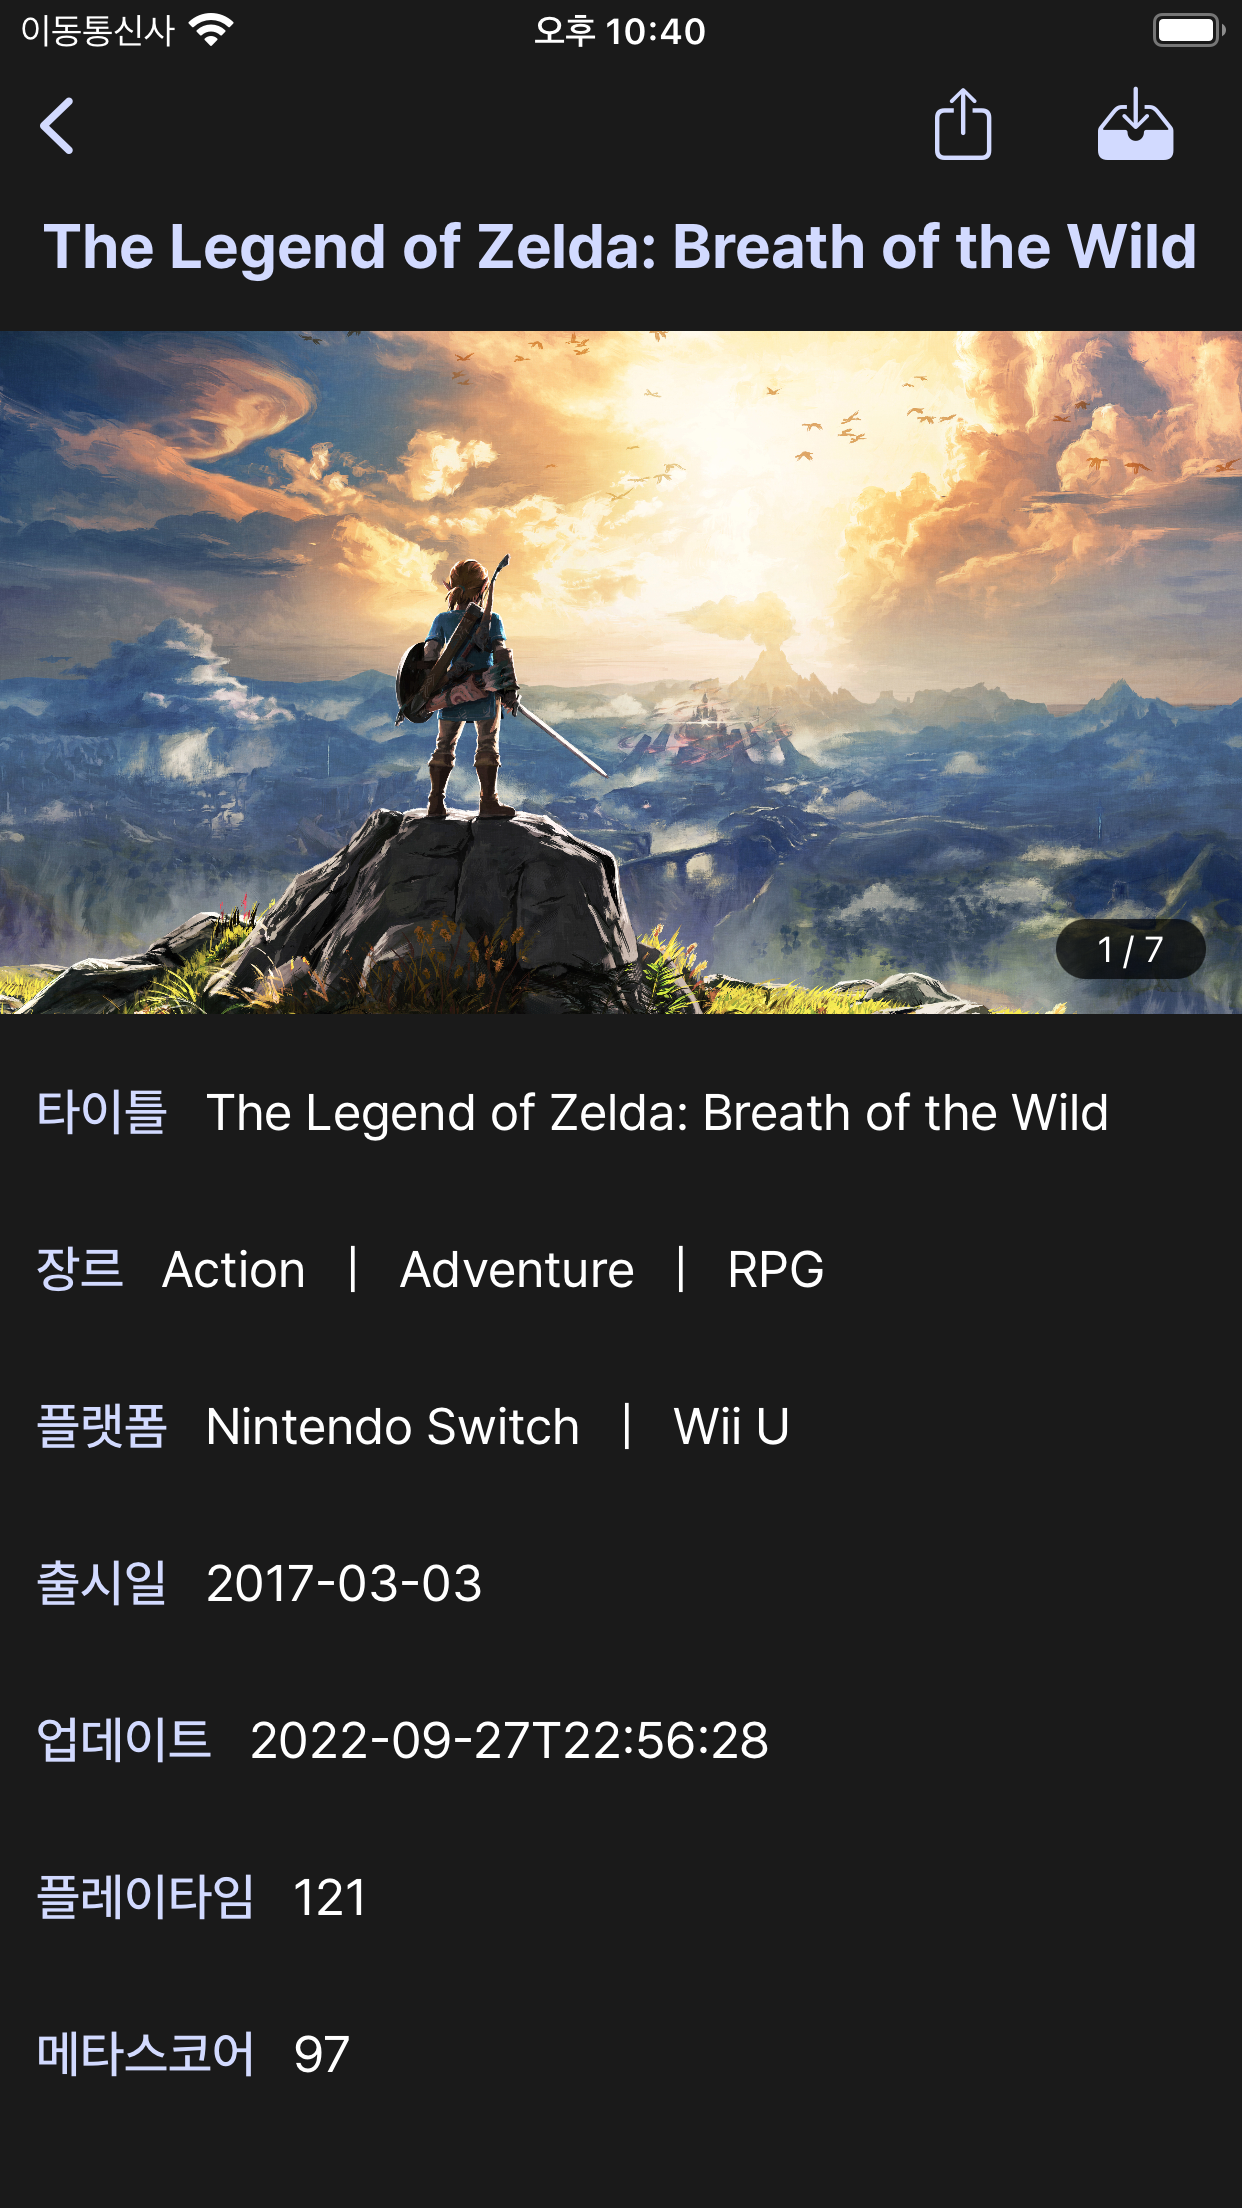 이동통신사 오후 10:40
The Legend of Zelda: Breath of the Wild
1 / 7
타이틀 The Legend of Zelda: Breath of the Wild
장르 Action | Adventure | RPG
플랫폼 Nintendo Switch | Wii U
출시일 2017-03-03
업데이트 2022-09-27T22:56:28
플레이타임 121
메타스코어 97